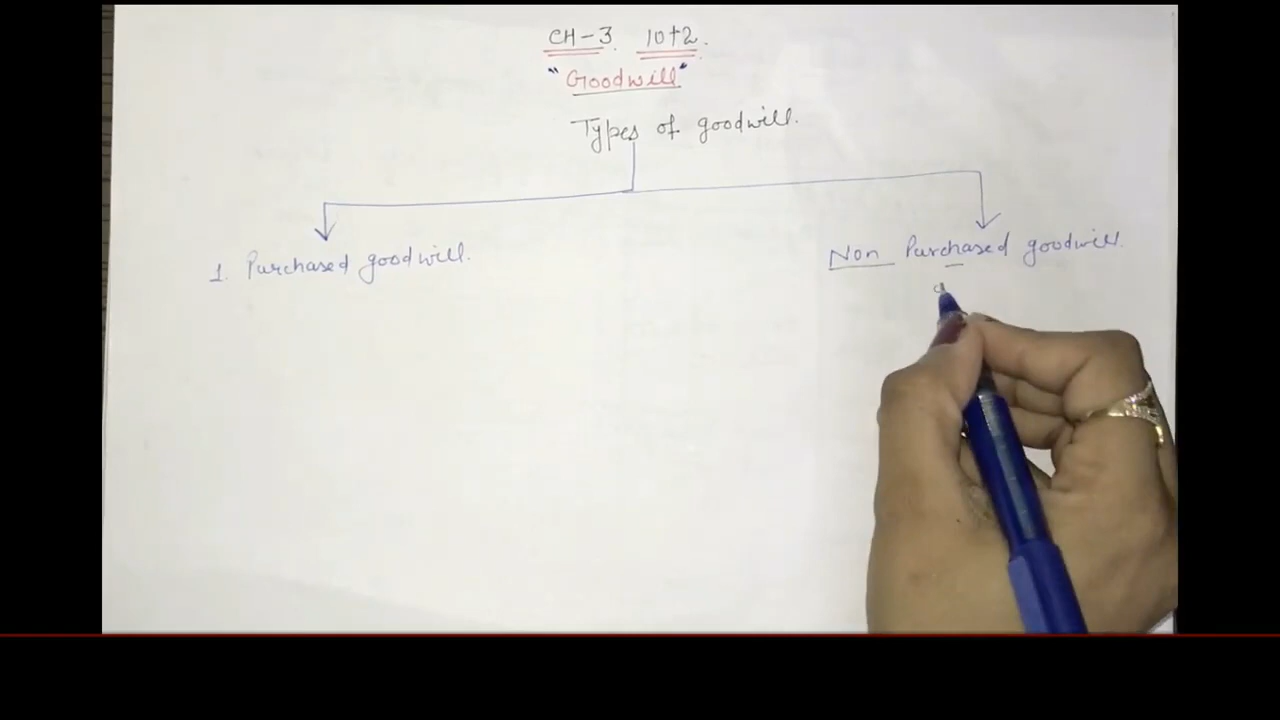 CH-3. 10+2.
"Goodwill"
Types of goodwill.
1. Purchased goodwill.
Non Purchased goodwill.